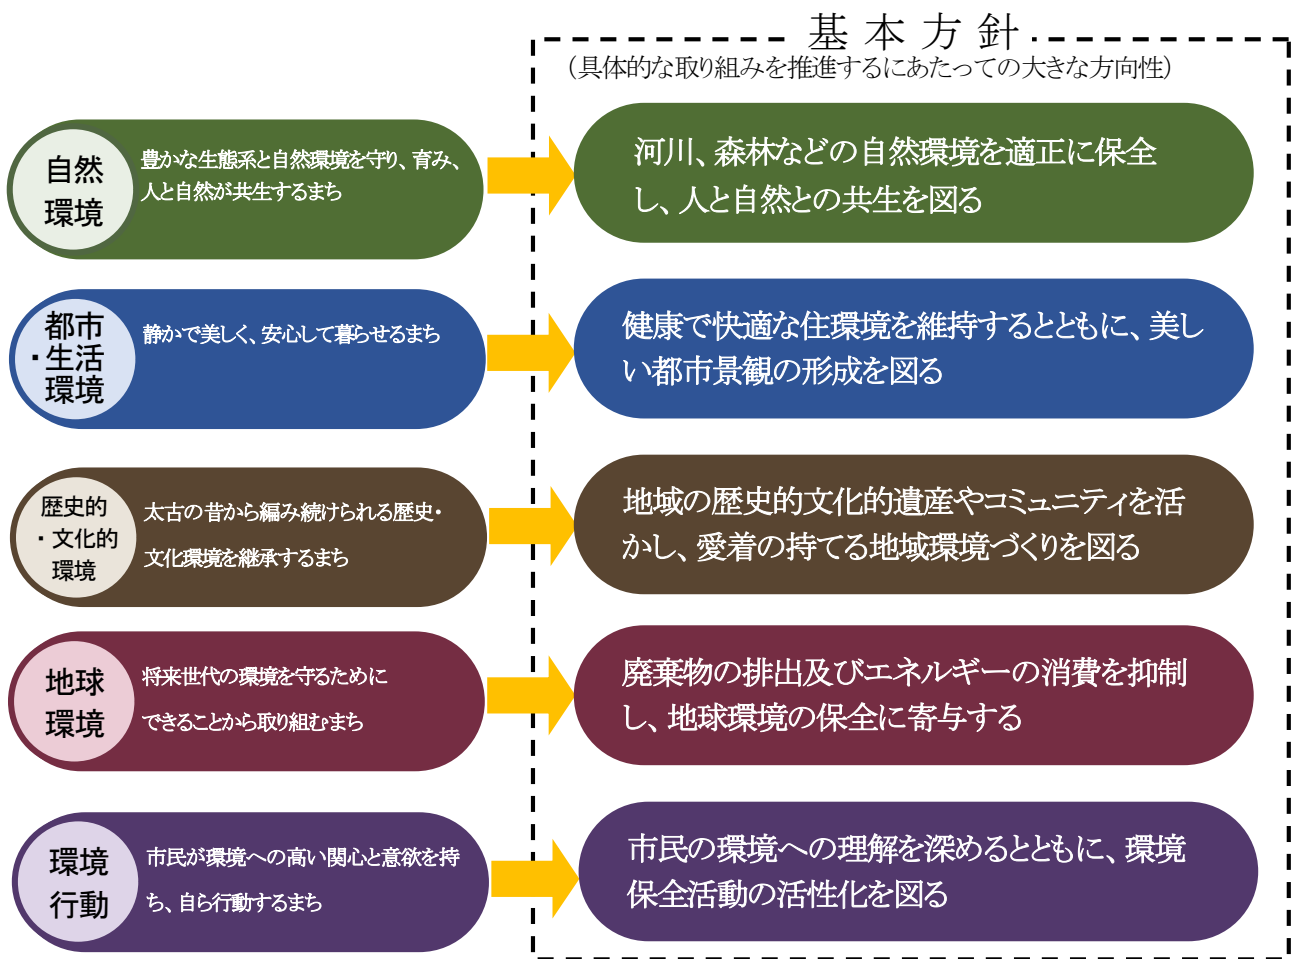 基本方針
（具体的な取り組みを推進するにあたっての大きな方向性）
自然
環境
豊かな生態系と自然環境を守り、育み、
人と自然が共生するまち
河川、森林などの自然環境を適正に保全
し、人と自然との共生を図る
都市
・生活
環境
静かで美しく、安心して暮らせるまち
健康で快適な住環境を維持するとともに、美し
い都市景観の形成を図る
歴史的
・文化的
環境
太古の昔から編み続けられる歴史・
文化環境を継承するまち
地域の歴史的文化的遺産やコミュニティを活
かし、愛着の持てる地域環境づくりを図る
地球
環境
将来世代の環境を守るために
できることから取り組むまち
廃棄物の排出及びエネルギーの消費を抑制
し、地球環境の保全に寄与する
環境
行動
市民が環境への高い関心と意欲を持
ち、自ら行動するまち
市民の環境への理解を深めるとともに、環境
保全活動の活性化を図る